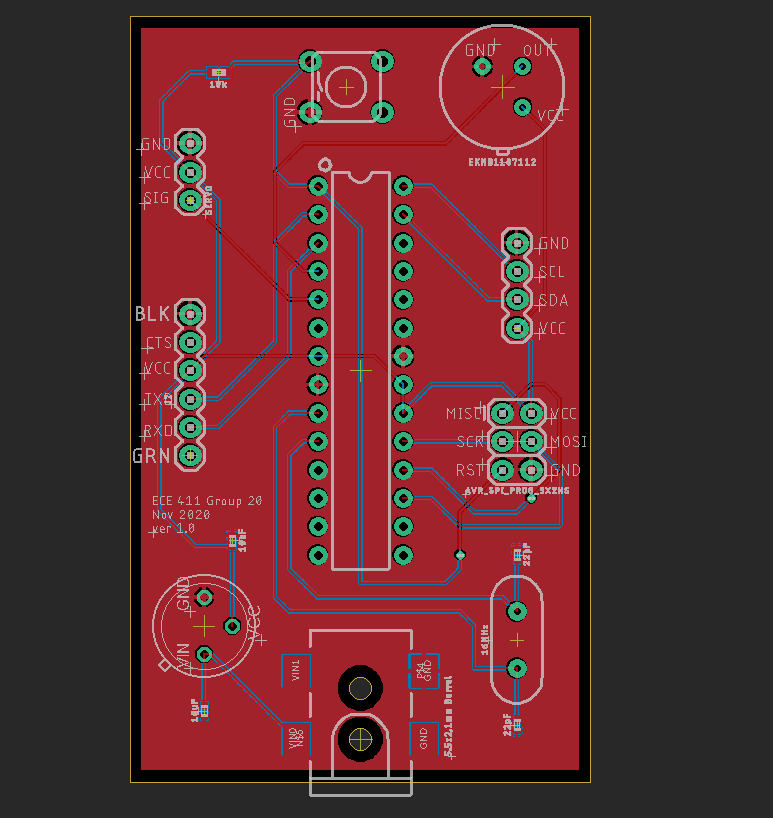 GND
OUT
10k
GND
VCC
EKMB1107112
GND
VCC
SIG
SERVO
GND
SCL
SDA
VCC
BLK
CTS
VCC
TXD
RXD
GRN
MISO
VCC
SCK
MOSI
RST
GND
AVR_SPI_PROG_3X2NS
ECE 411 Group 20
Nov 2020
ver 1.0
10uF
22pF
GND
VCC
VIN
16MHz
VIN1
GND
10uF
GND
22pF
5.5x2.1mm Barrel